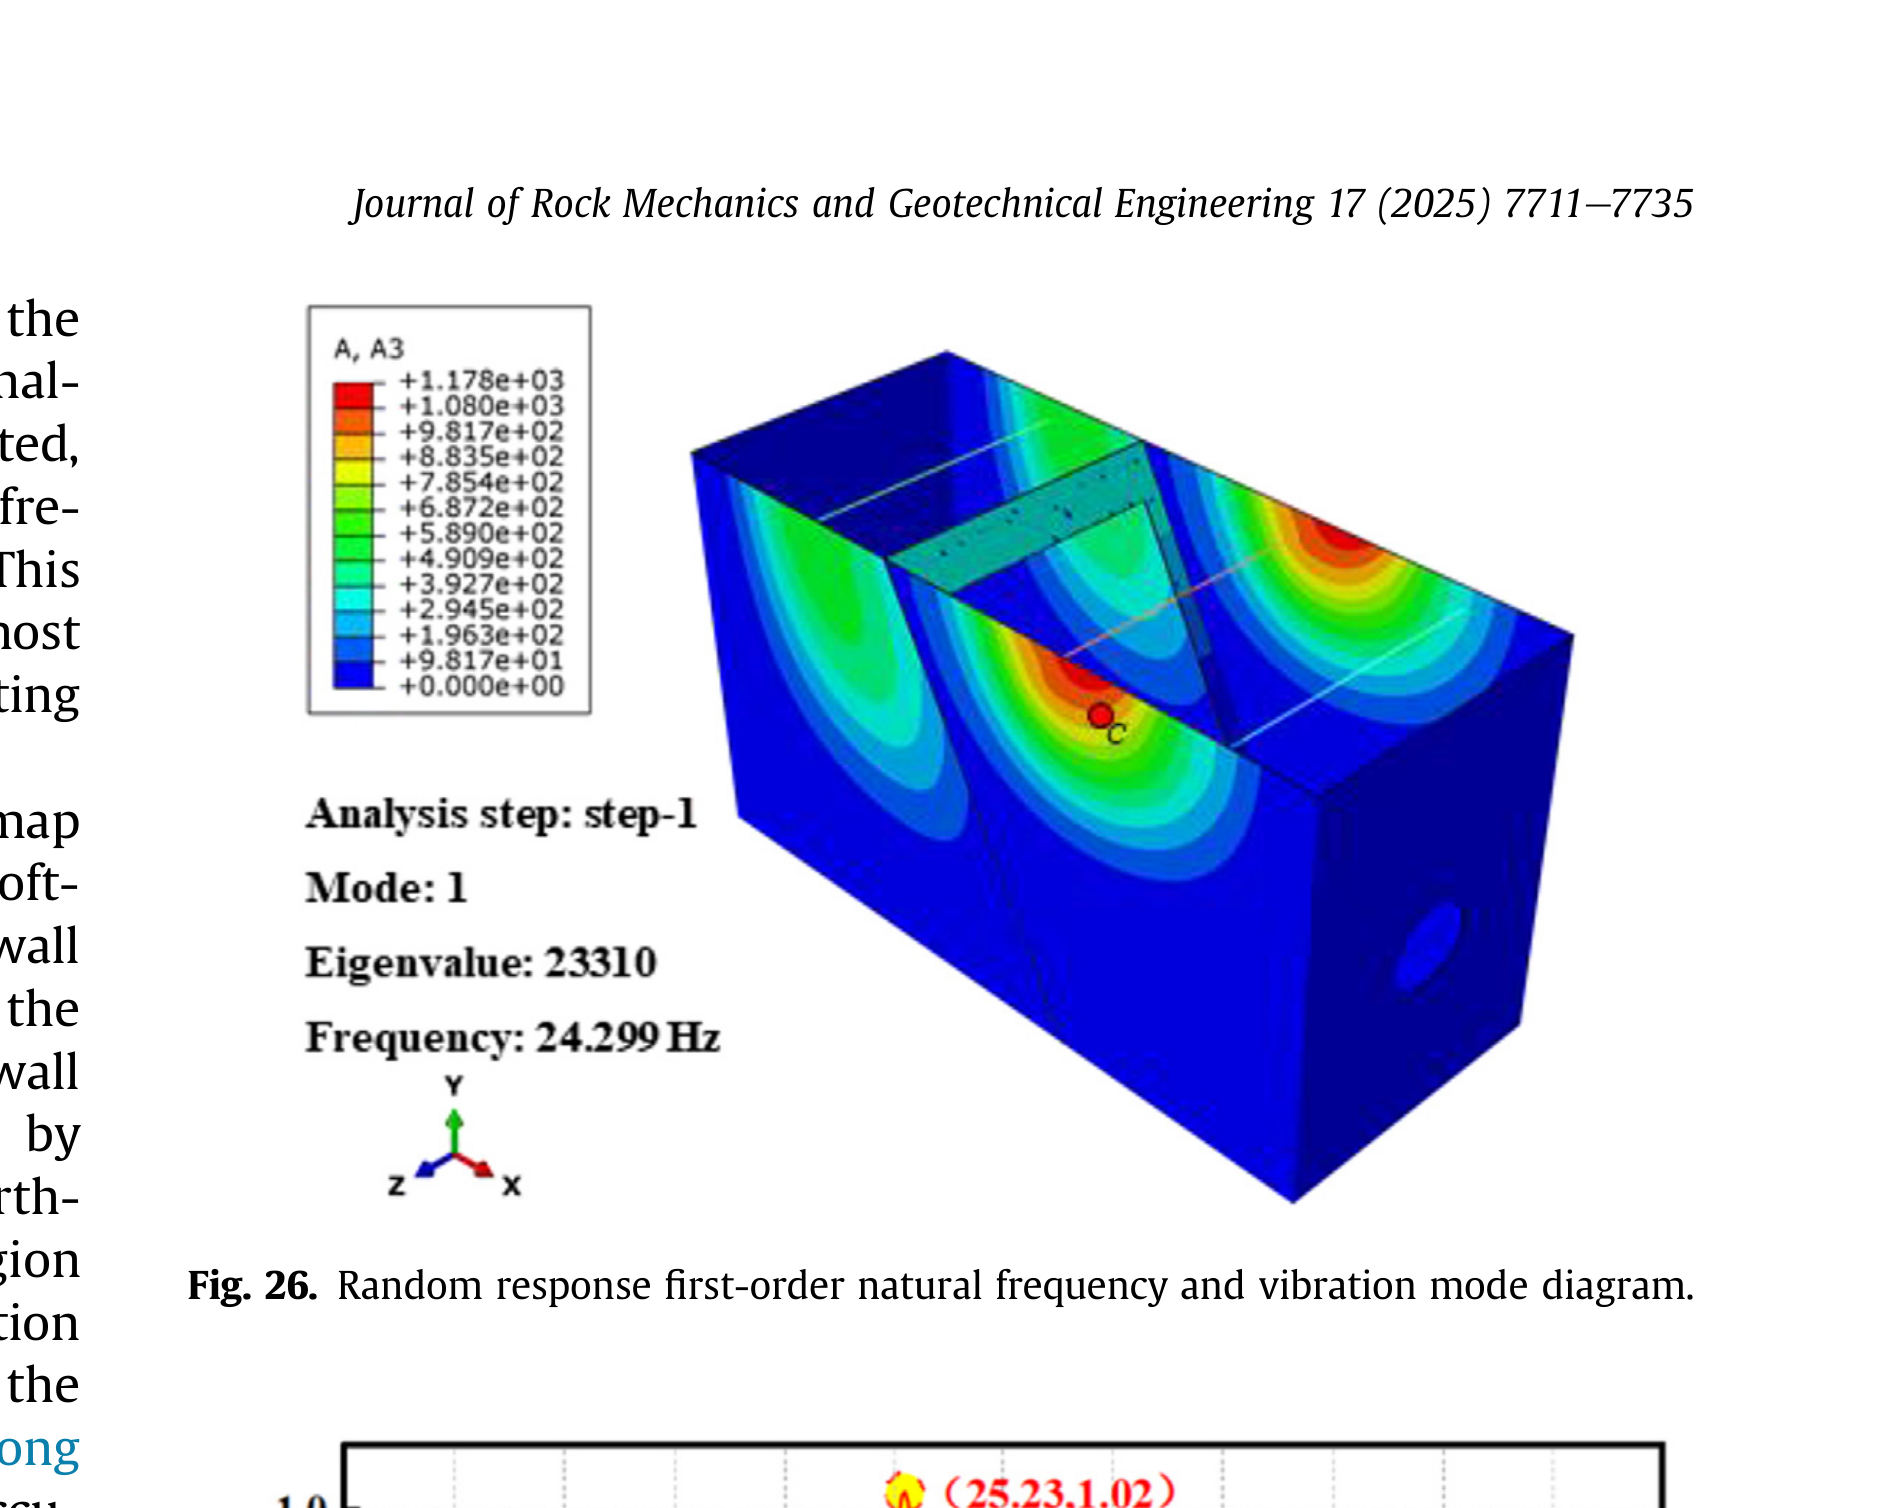 Journal of Rock Mechanics and Geotechnical Engineering 17 (2025) 7711–7735
the
nal-
ted,
fre-
This
nost
ting
map
oft-
wall
the
wall
by
rth-
gion
tion
the
ong
A, A3
+1.178e+03
+1.080e+03
+9.817e+02
+8.835e+02
+7.854e+02
+6.872e+02
+5.890e+02
+4.909e+02
+3.927e+02
+2.945e+02
+1.963e+02
+9.817e+01
+0.000e+00
C
Analysis step: step-1
Mode: 1
Eigenvalue: 23310
Frequency: 24.299 Hz
Y
Z X
Fig. 26. Random response first-order natural frequency and vibration mode diagram.
(25.23,1.02)
1.0